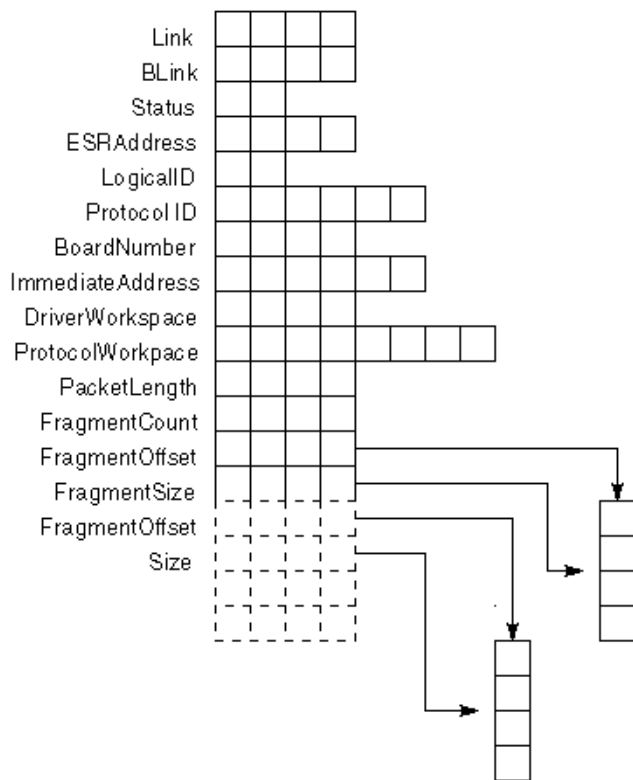 Link
BLink
Status
ESRAddress
LogicalID
Protocol ID
BoardNumber
ImmediateAddress
DriverWorkspace
ProtocolWorkpace
PacketLength
FragmentCount
FragmentOffset
FragmentSize
FragmentOffset
Size